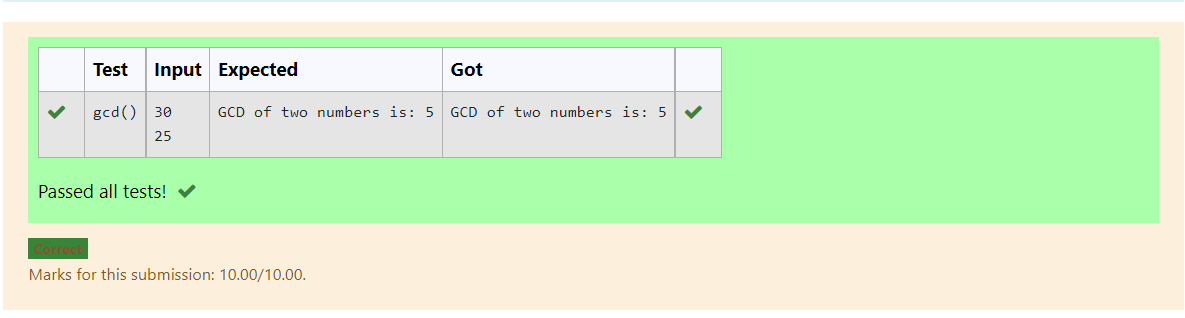 Test Input Expected Got
gcd() 30 GCD of two numbers is: 5 GCD of two numbers is: 5
25
Passed all tests!
Correct
Marks for this submission: 10.00/10.00.